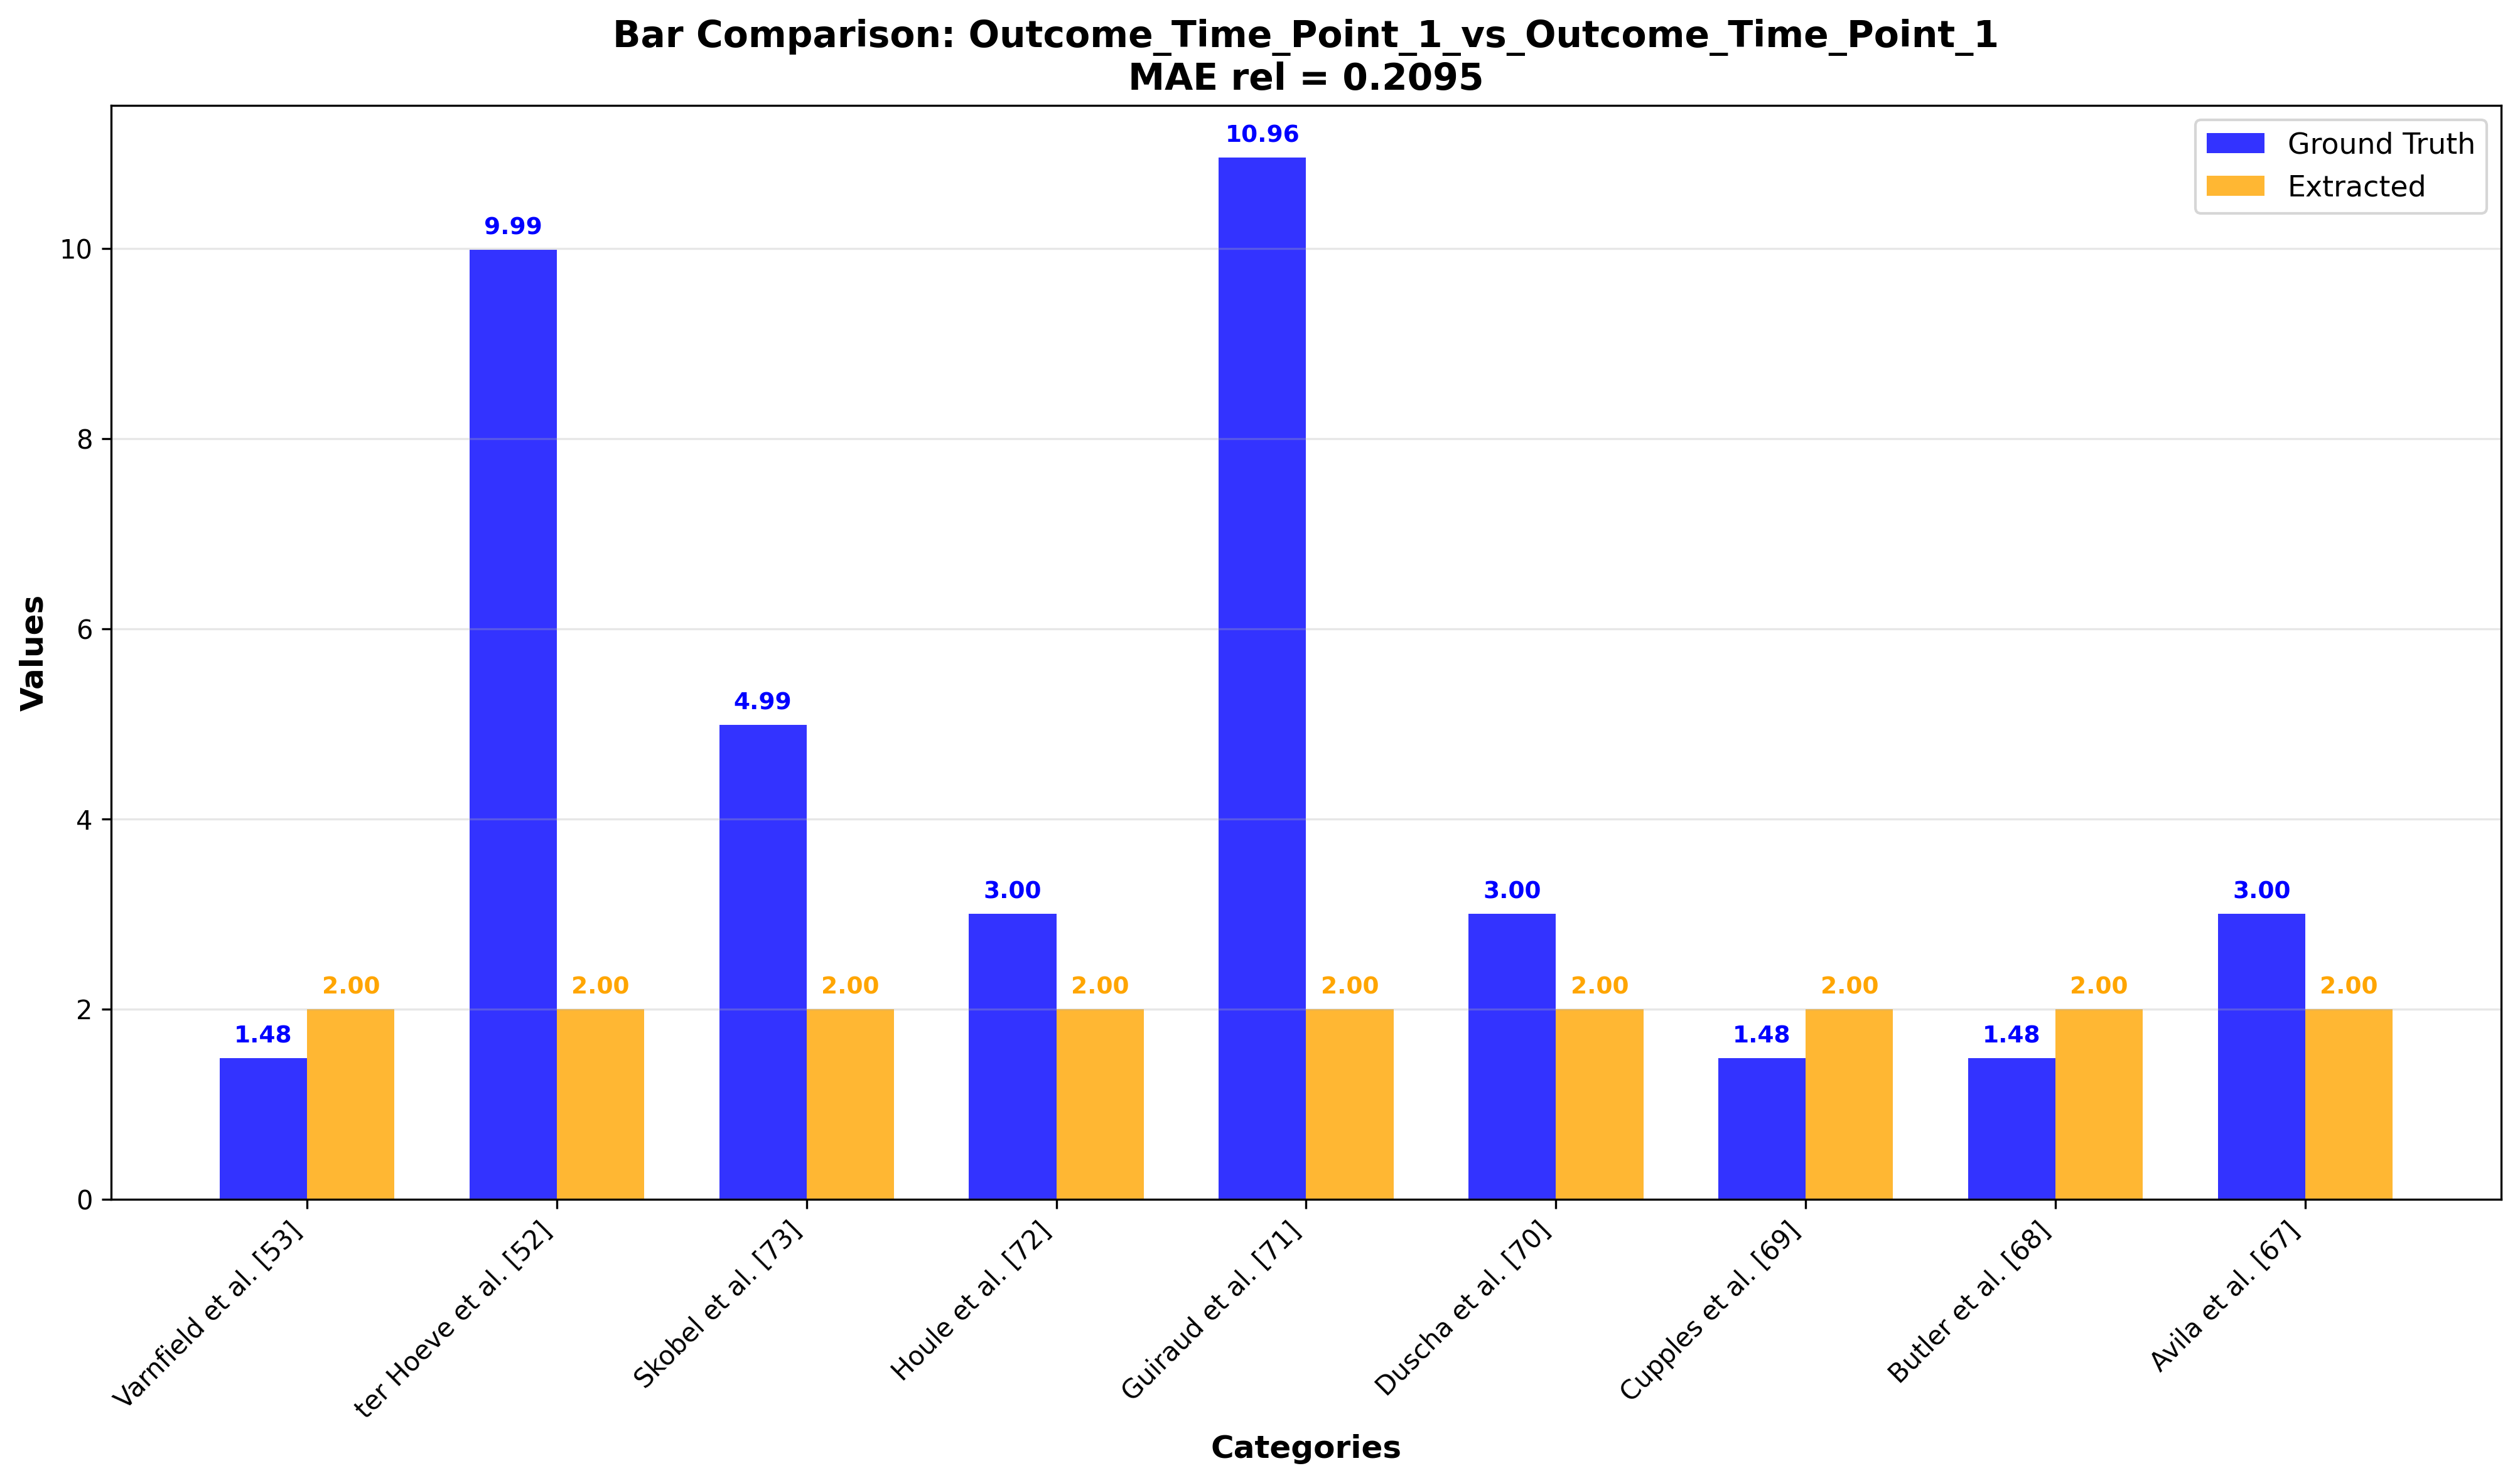 Bar Comparison: Outcome_Time_Point_1_vs_Outcome_Time_Point_1
MAE rel = 0.2095
Ground Truth
Extracted
Values
10
8
6
4
2
0
1.48
2.00
9.99
2.00
4.99
2.00
3.00
2.00
10.96
2.00
3.00
2.00
1.48
2.00
1.48
2.00
3.00
2.00
Varnfield et al. [53]
ter Hoeve et al. [52]
Skobel et al. [73]
Houle et al. [72]
Guiraud et al. [71]
Duscha et al. [70]
Cupples et al. [69]
Butler et al. [68]
Avila et al. [67]
Categories